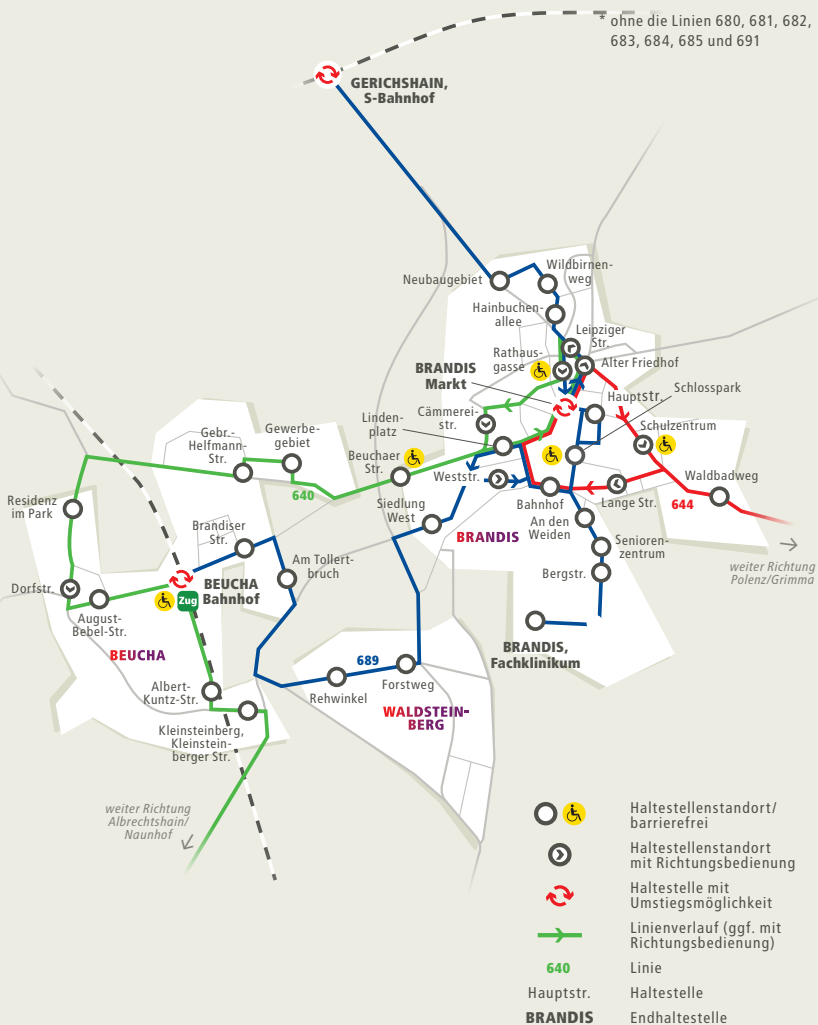 * ohne die Linien 680, 681, 682,
683, 684, 685 und 691
GERICHSHAIN,
S-Bahnhof
Neubaugebiet
Wildbirnen-
weg
Hainbuchen-
allee
Leipziger
Str.
Rathaus-
gasse
Alter Friedhof
BRANDIS
Markt
Hauptstr.
Schlosspark
Cämmerei-
str.
Linden-
platz
Schulzentrum
Gebr.-
Helfmann-
Str.
Gewerbe-
gebiet
Beuchaer
Str.
Weststr.
Waldbadweg
640
Bahnhof
Lange Str.
644
Residenz
im Park
Siedlung
West
Brandiser
Str.
BRANDIS
An den
Weiden
Senioren-
zentrum
weiter Richtung
Polenz/Grimma
Am Tollert-
bruch
BEUCHA
Bahnhof
Zug
Bergstr.
Dorfstr.
August-
Bebel-Str.
BEUCHA
BRANDIS,
Fachklinikum
689
Albert-
Kuntz-Str.
Rehwinkel
Forstweg
WALDSTEIN-
BERG
Kleinsteinberg,
Kleinstein-
berger Str.
weiter Richtung
Albrechtshain/
Naunhof
Haltestellenstandort/
barrierefrei
Haltestellenstandort
mit Richtungsbedienung
Haltestelle mit
Umstiegsmöglichkeit
Linienverlauf (ggf. mit
Richtungsbedienung)
640 Linie
Hauptstr. Haltestelle
BRANDIS Endhaltestelle